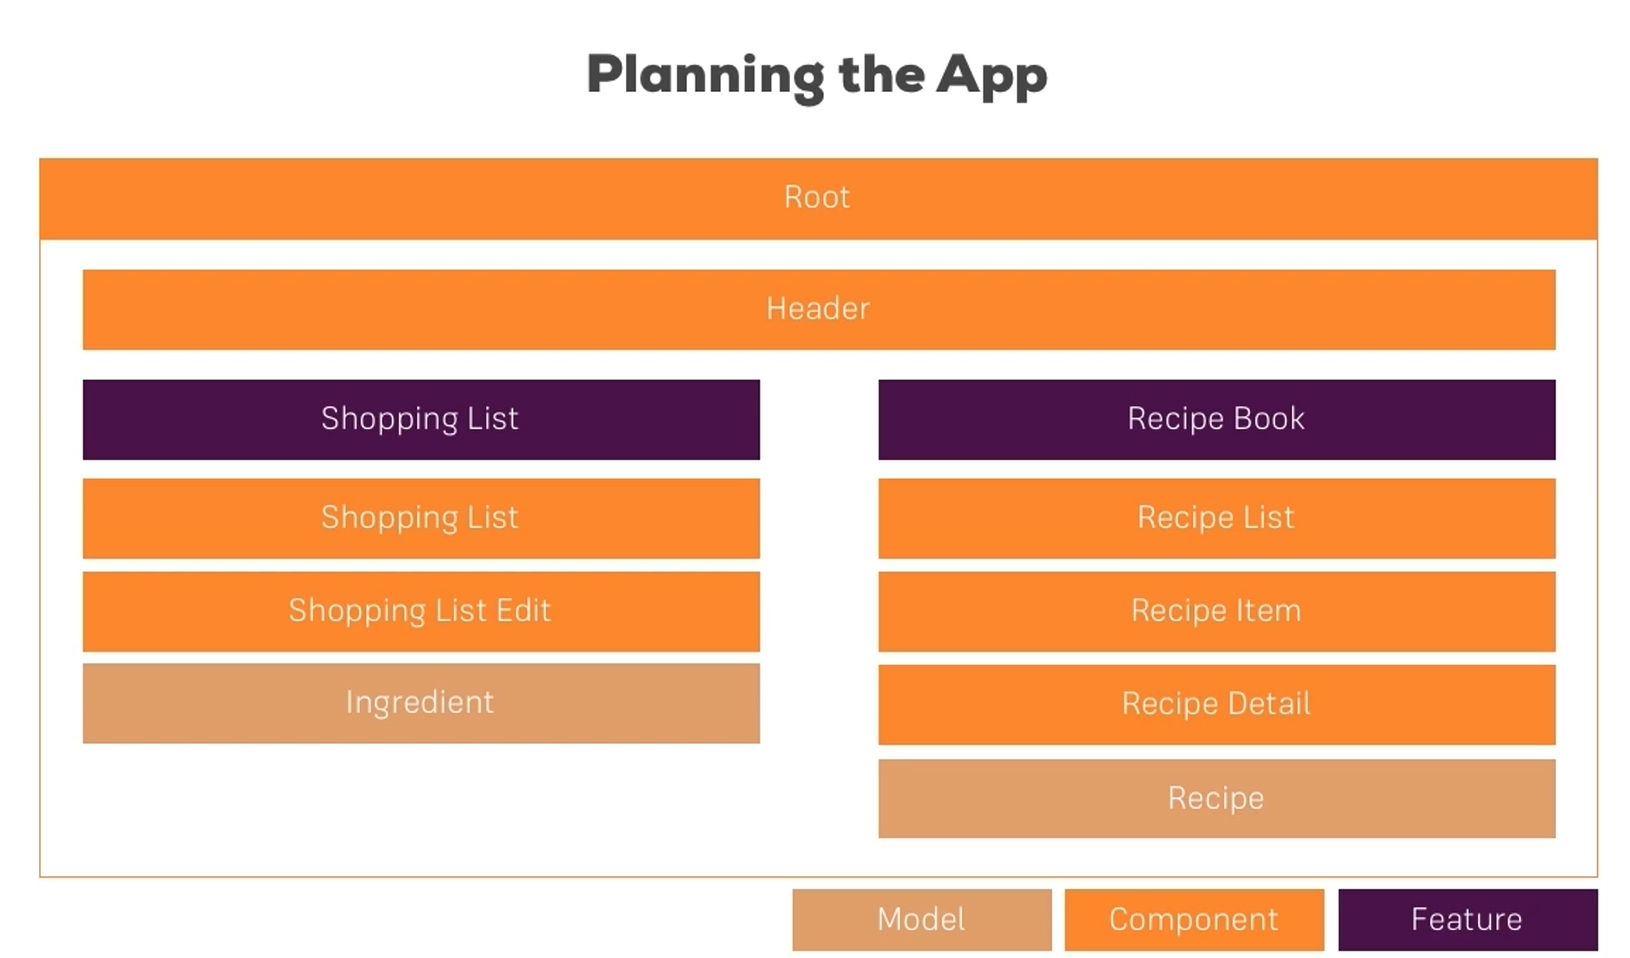 Planning the App
Root
Header
Shopping List
Recipe Book
Shopping List
Recipe List
Shopping List Edit
Recipe Item
Ingredient
Recipe Detail
Recipe
Model
Component
Feature